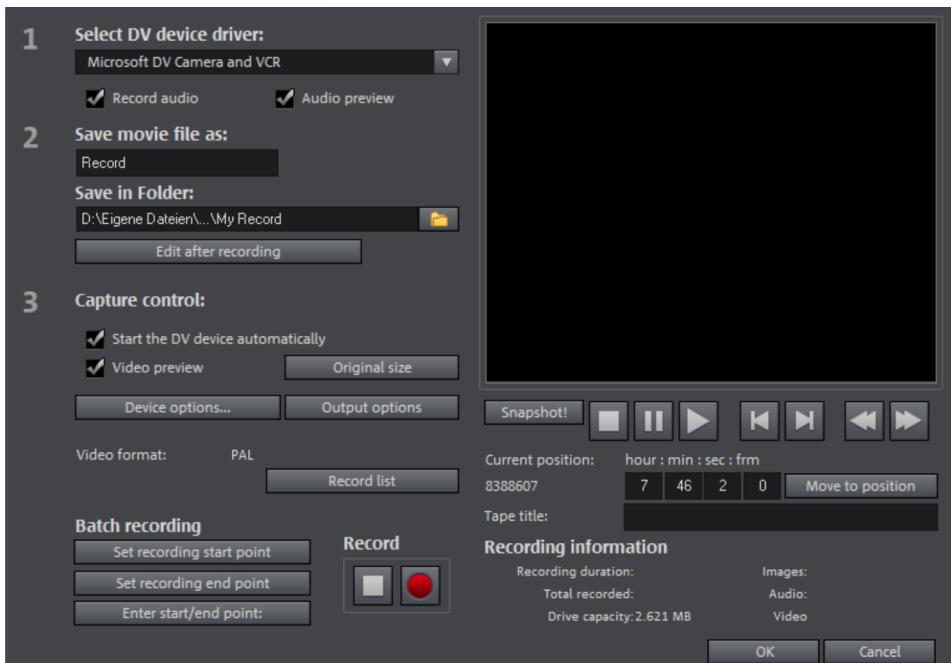 1
Select DV device driver:
Microsoft DV Camera and VCR
Record audio
Audio preview
2
Save movie file as:
Record
Save in Folder:
D:\Eigene Dateien\...\My Record
Edit after recording
3
Capture control:
Start the DV device automatically
Video preview
Original size
Device options...
Output options
Video format:
PAL
Record list
Batch recording
Set recording start point
Set recording end point
Enter start/end point:
Record
Snapshot!
Current position:
hour : min : sec : frm
8388607
7 46 2 0
Move to position
Tape title:
Recording information
Recording duration:
Images:
Total recorded:
Audio:
Drive capacity: 2.621 MB
Video
OK
Cancel